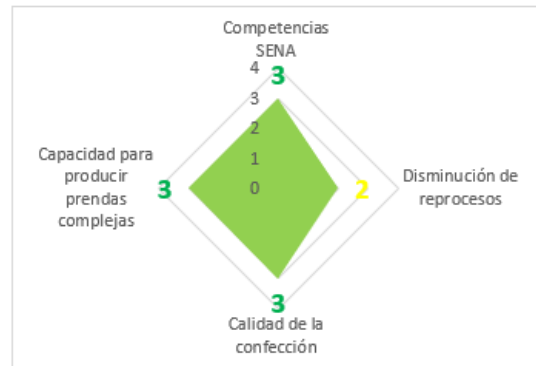 Competencias
SENA
4
3
3
2
1
0
Capacidad para
producir
prendas
complejas
3
2
Disminución de
reprocesos
3
Calidad de la
confección